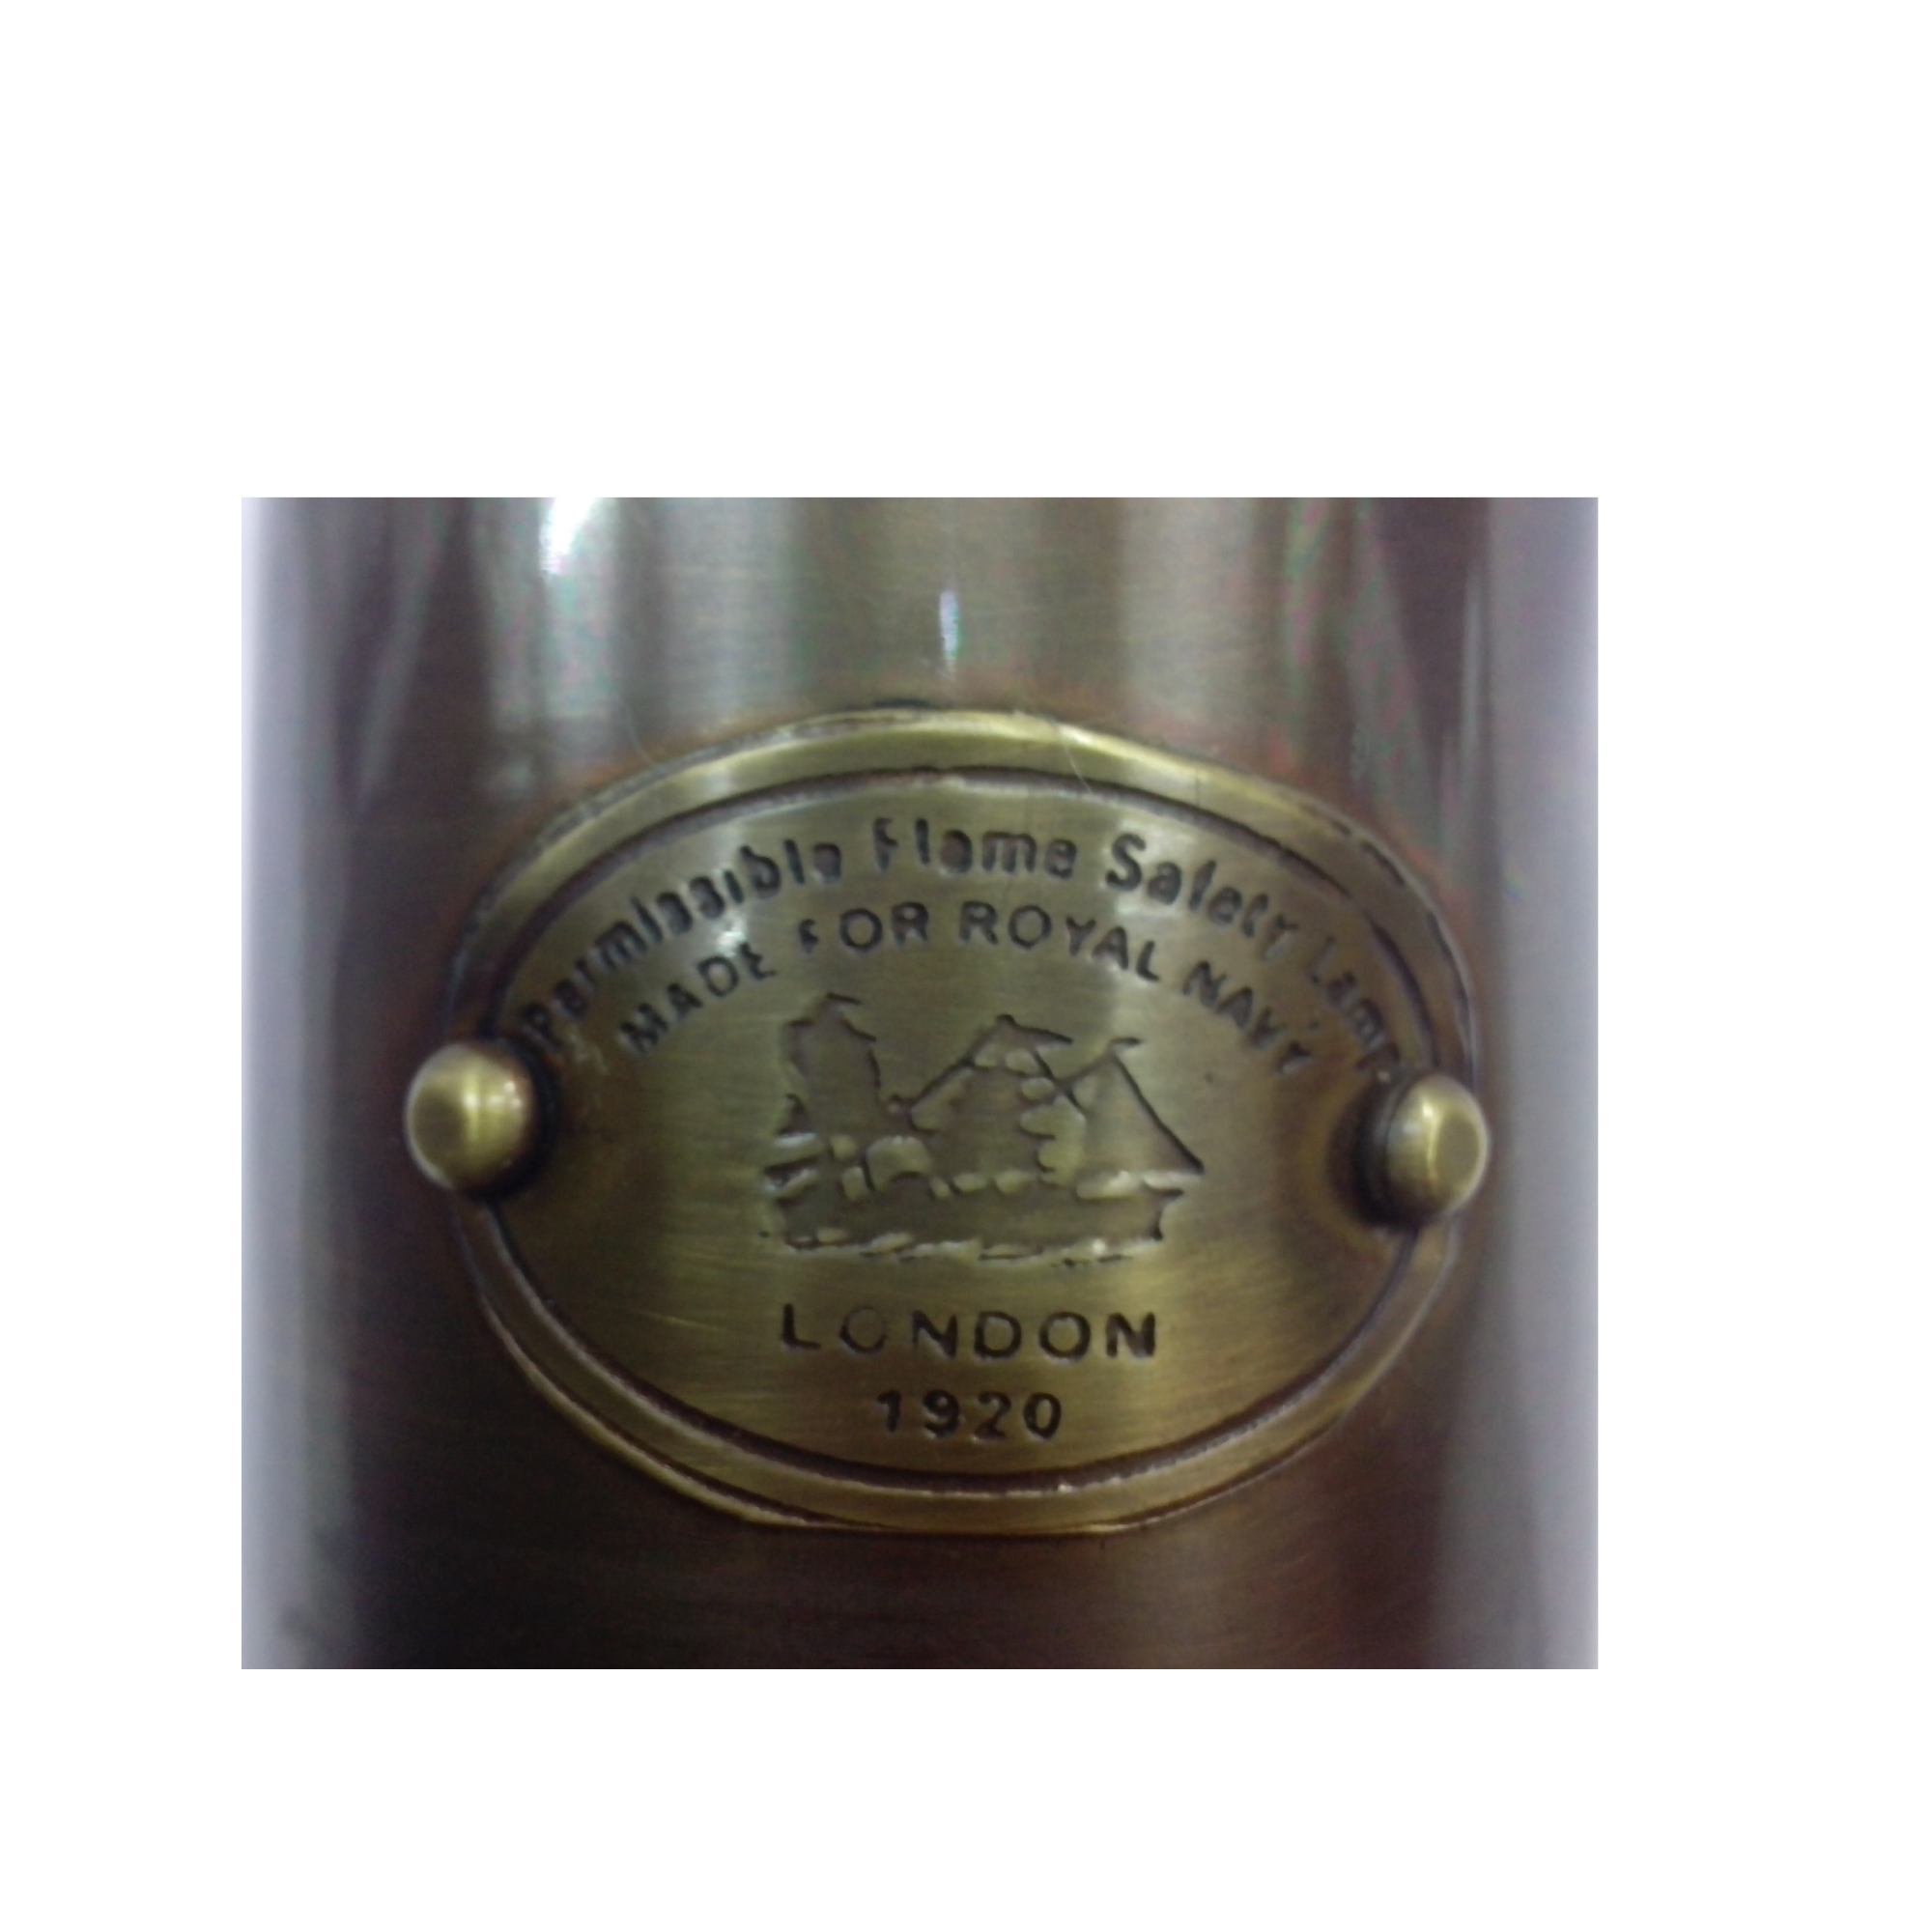 Permissible Flame Safety Lamp.
MADE FOR ROYAL NAVY
LONDON
1920